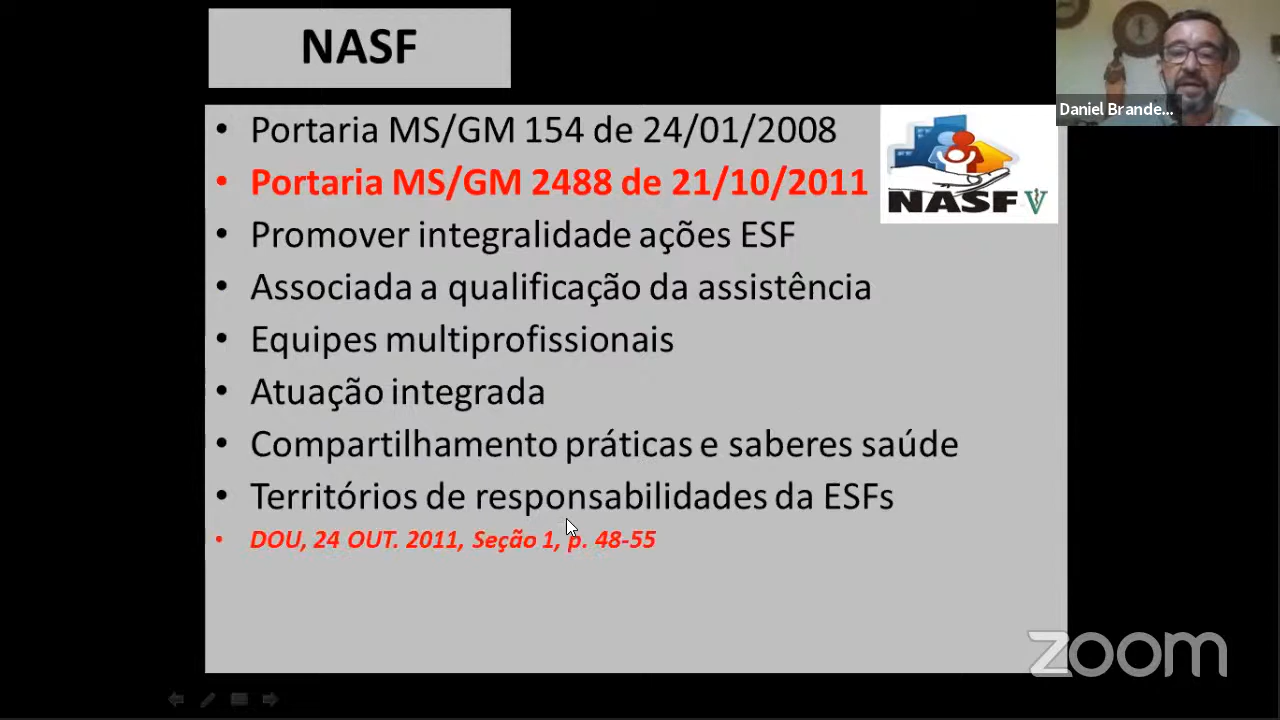 NASF
Daniel Brande...
• Portaria MS/GM 154 de 24/01/2008
• Portaria MS/GM 2488 de 21/10/2011
NASF V
• Promover integralidade ações ESF
• Associada a qualificação da assistência
• Equipes multiprofissionais
• Atuação integrada
• Compartilhamento práticas e saberes saúde
• Territórios de responsabilidades da ESFs
• DOU, 24 OUT. 2011, Seção 1, p. 48-55
zoom